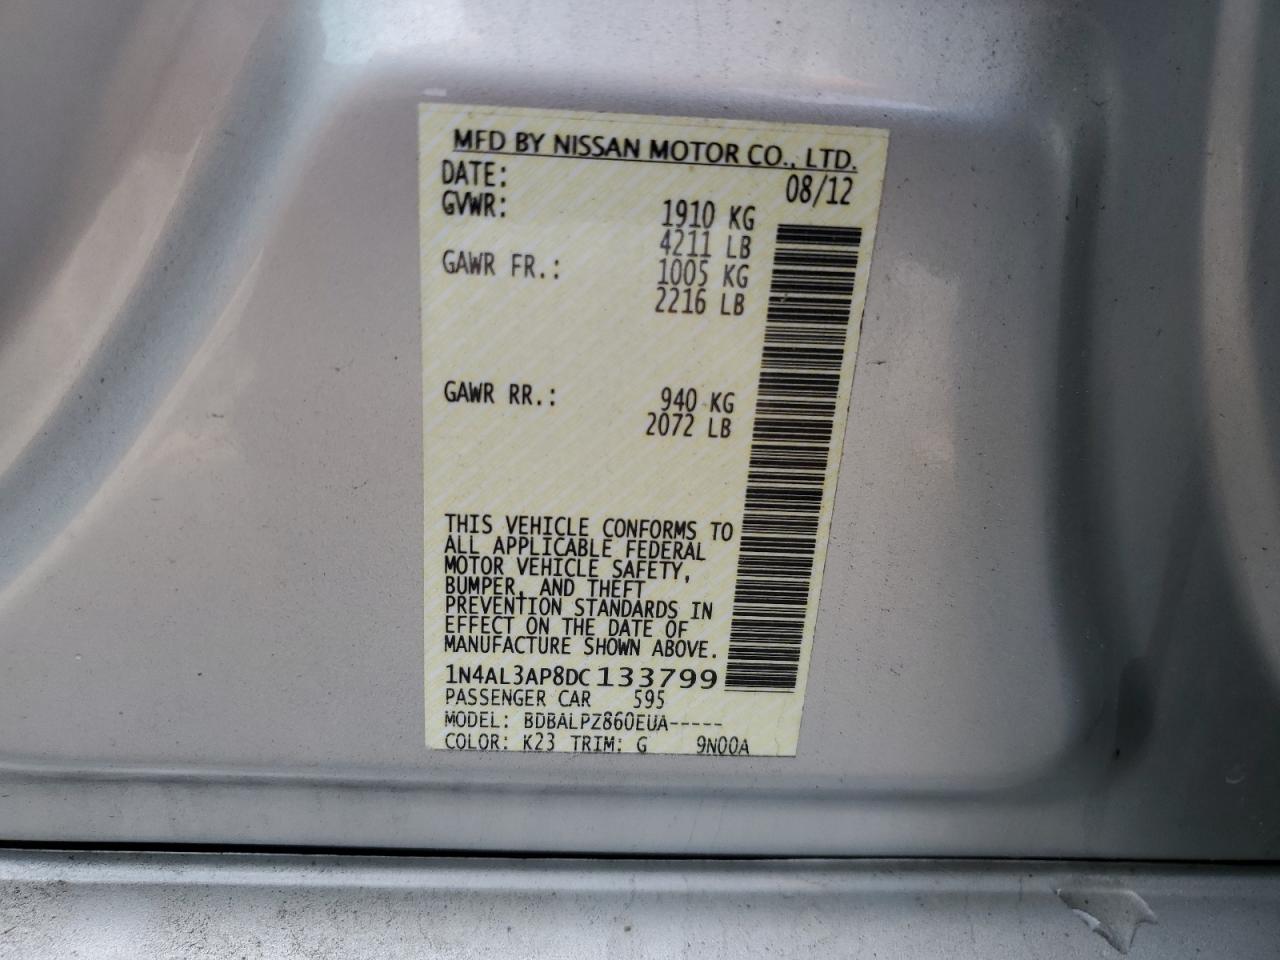 MFD BY NISSAN MOTOR CO., LTD.
DATE: 08/12
GVWR: 1910 KG
4211 LB
GAWR FR.: 1005 KG
2216 LB
GAWR RR.: 940 KG
2072 LB
THIS VEHICLE CONFORMS TO
ALL APPLICABLE FEDERAL
MOTOR VEHICLE SAFETY,
BUMPER, AND THEFT
PREVENTION STANDARDS IN
EFFECT ON THE DATE OF
MANUFACTURE SHOWN ABOVE.
1N4AL3AP8DC133799
PASSENGER CAR 595
MODEL: BDBALPZ860EUA-----
COLOR: K23 TRIM: G 9N00A